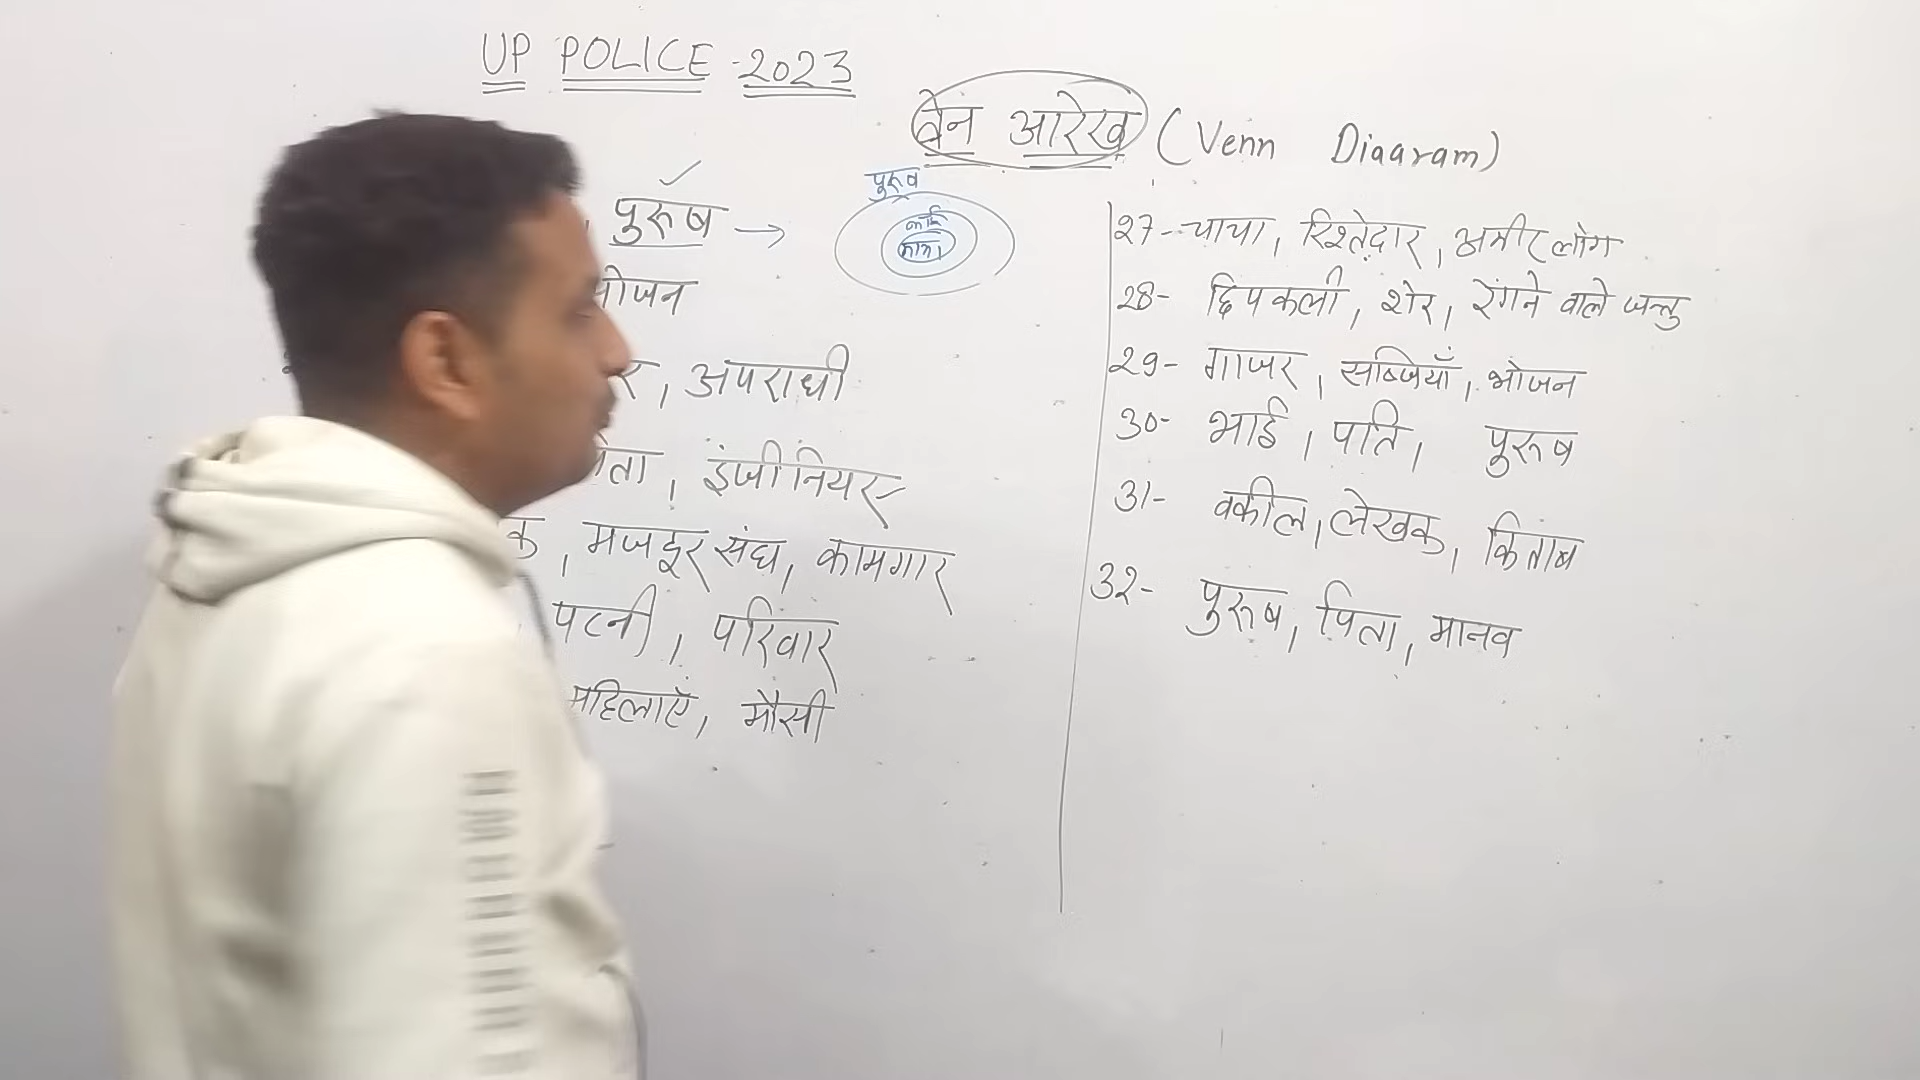 UP POLICE-2023
वेन आरेख (Venn Diagram)
, पुरुष →
पुरुष
भोजन
र, अपराधी
, इंजीनियर
क, मजदूर संघ, कामगार
पत्नी, परिवार
महिलाएँ, मौसी
27- चाचा, रिश्तेदार, अमीर लोग
28- छिपकली, शेर, रेंगने वाले जन्तु
29- गाजर, सब्जियाँ, भोजन
30- भाई, पति, पुरूष
31- वकील, लेखक, किताब
32- पुरूष, पिता, मानव